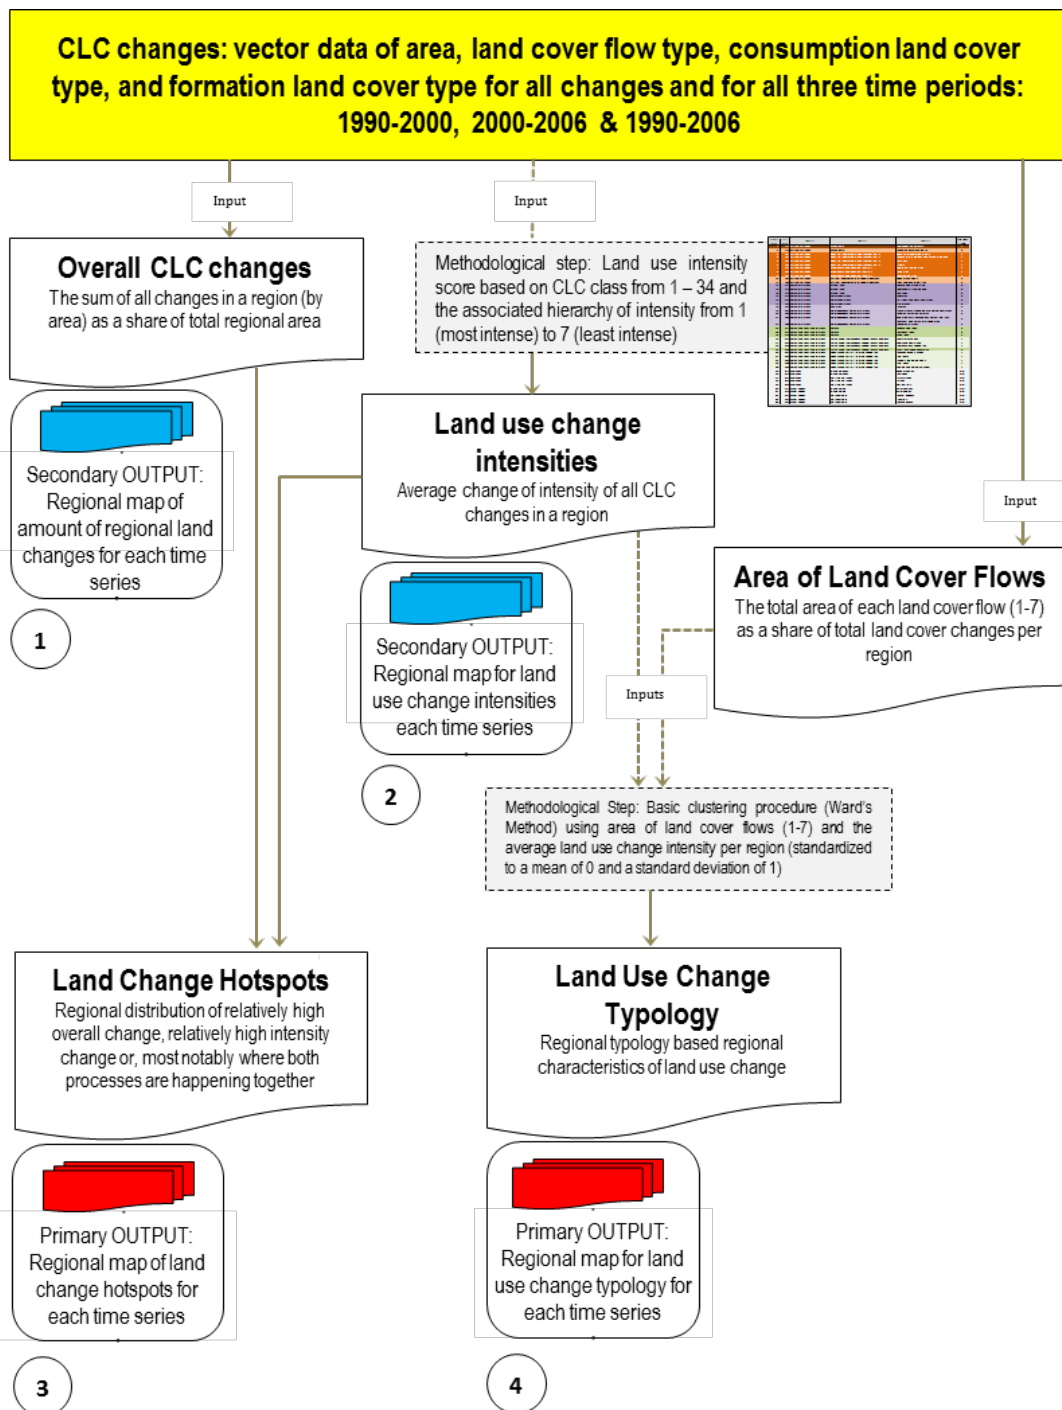 CLC changes: vector data of area, land cover flow type, consumption land cover
type, and formation land cover type for all changes and for all three time periods:
1990-2000, 2000-2006 & 1990-2006
Input
Input
Overall CLC changes
The sum of all changes in a region (by
area) as a share of total regional area
Methodological step: Land use intensity
score based on CLC class from 1 – 34 and
the associated hierarchy of intensity from 1
(most intense) to 7 (least intense)
Secondary OUTPUT:
Regional map of
amount of regional land
changes for each time
series
1
Land use change
intensities
Average change of intensity of all CLC
changes in a region
Input
Area of Land Cover Flows
The total area of each land cover flow (1-7)
as a share of total land cover changes per
region
Secondary OUTPUT:
Regional map for land
use change intensities
each time series
2
Inputs
Methodological Step: Basic clustering procedure (Ward's
Method) using area of land cover flows (1-7) and the
average land use change intensity per region (standardized
to a mean of 0 and a standard deviation of 1)
Land Change Hotspots
Regional distribution of relatively high
overall change, relatively high intensity
change or, most notably where both
processes are happening together
Land Use Change
Typology
Regional typology based regional
characteristics of land use change
Primary OUTPUT:
Regional map of land
change hotspots for
each time series
3
Primary OUTPUT:
Regional map for land
use change typology for
each time series
4